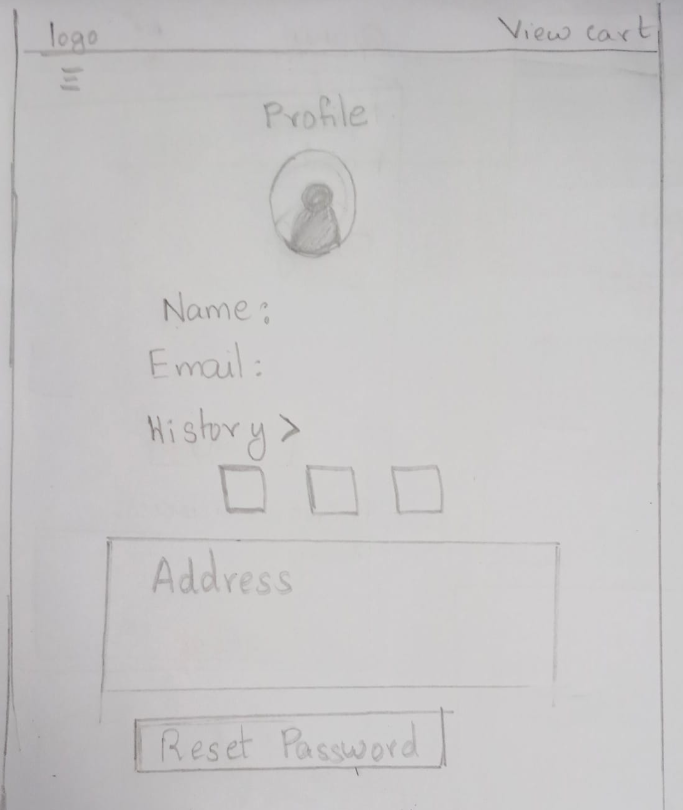 logo View cart
Profile
Name:
Email:
History >
Address
Reset Password